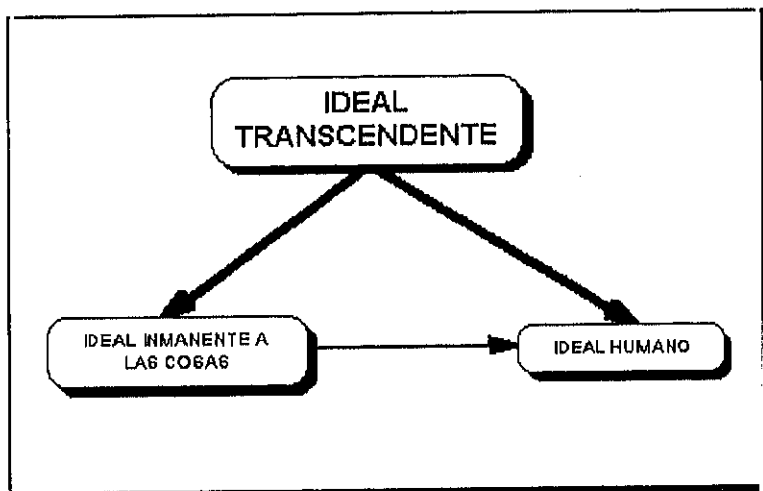 IDEAL
TRANSCENDENTE
IDEAL INMANENTE A
LAS COSAS
IDEAL HUMANO